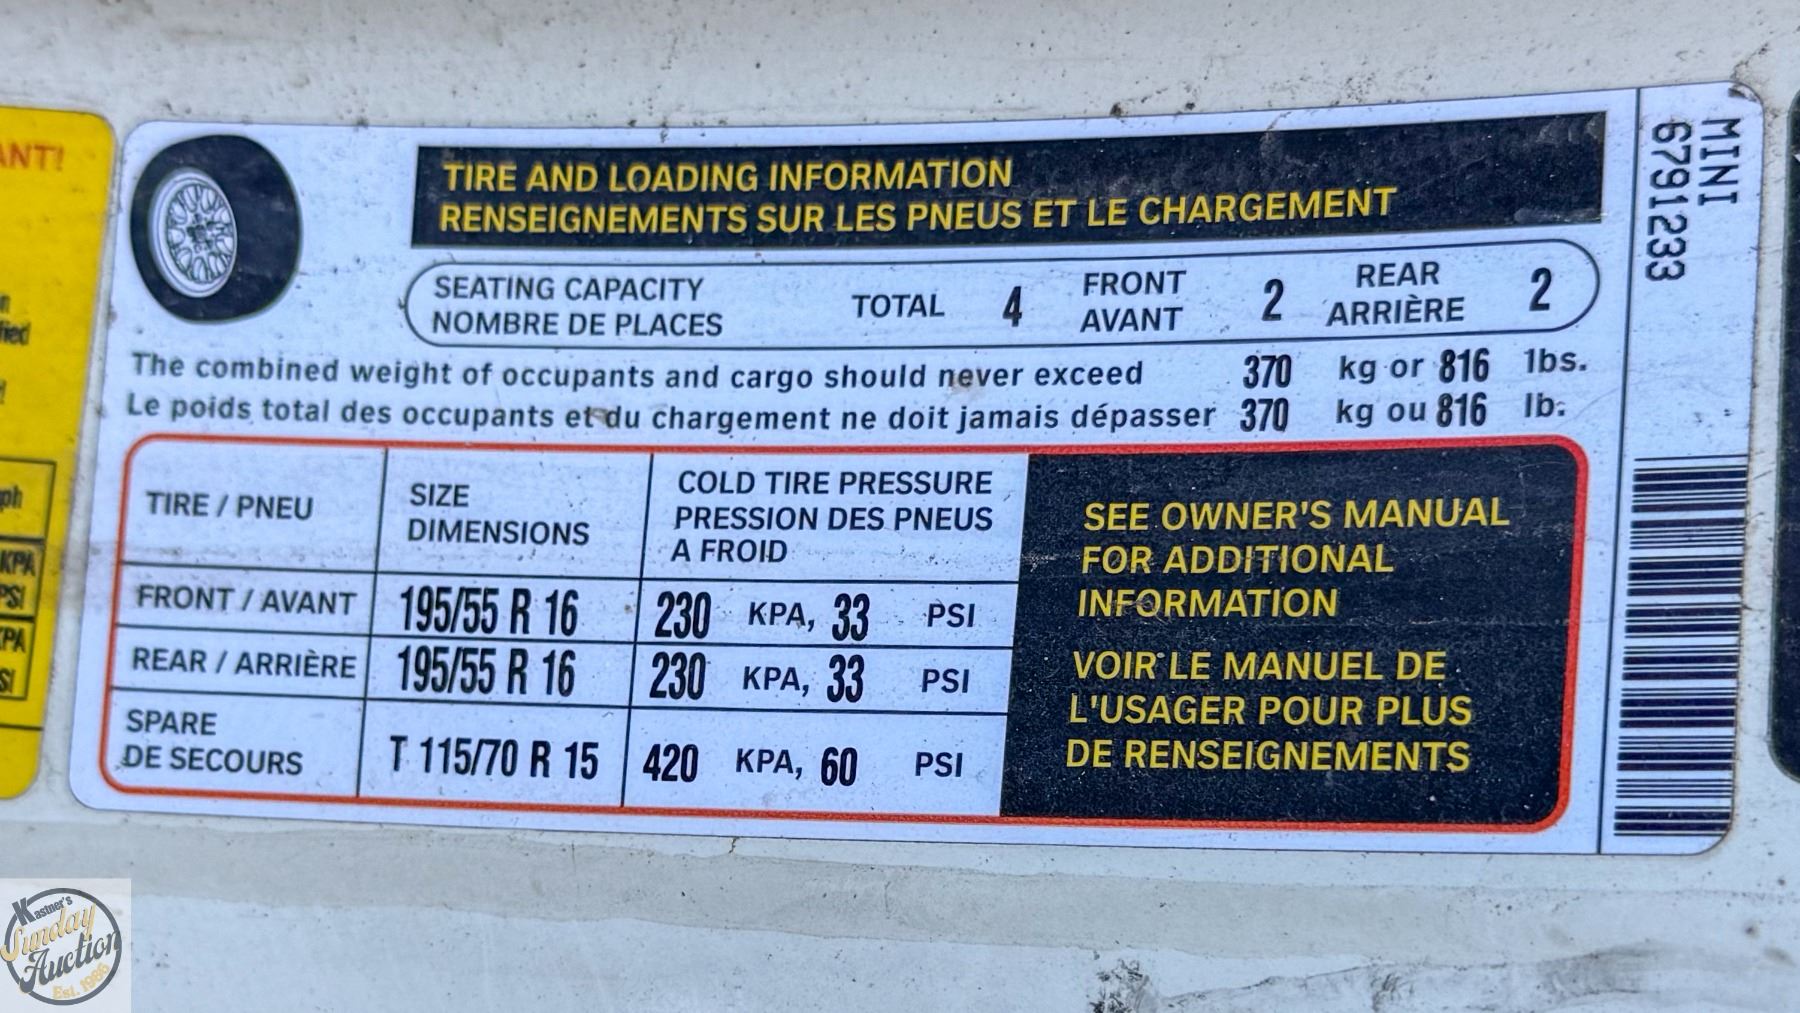 ANT!
ph
KPA
PSI
SI
TIRE AND LOADING INFORMATION
RENSEIGNEMENTS SUR LES PNEUS ET LE CHARGEMENT
SEATING CAPACITY
NOMBRE DE PLACES
TOTAL 4
FRONT
AVANT
2
REAR
ARRIÈRE
2
The combined weight of occupants and cargo should never exceed 370 kg or 816 lbs.
Le poids total des occupants et du chargement ne doit jamais dépasser 370 kg ou 816 lb.
TIRE / PNEU
SIZE
DIMENSIONS
COLD TIRE PRESSURE
PRESSION DES PNEUS
A FROID
FRONT / AVANT 195/55 R 16 230 KPA, 33 PSI
REAR / ARRIÈRE 195/55 R 16 230 KPA, 33 PSI
SPARE
DE SECOURS
T 115/70 R 15 420 KPA, 60 PSI
SEE OWNER'S MANUAL
FOR ADDITIONAL
INFORMATION
VOIR LE MANUEL DE
L'USAGER POUR PLUS
DE RENSEIGNEMENTS
MINI
6791233
Kastner's
Sunday
Auction
Est. 1986